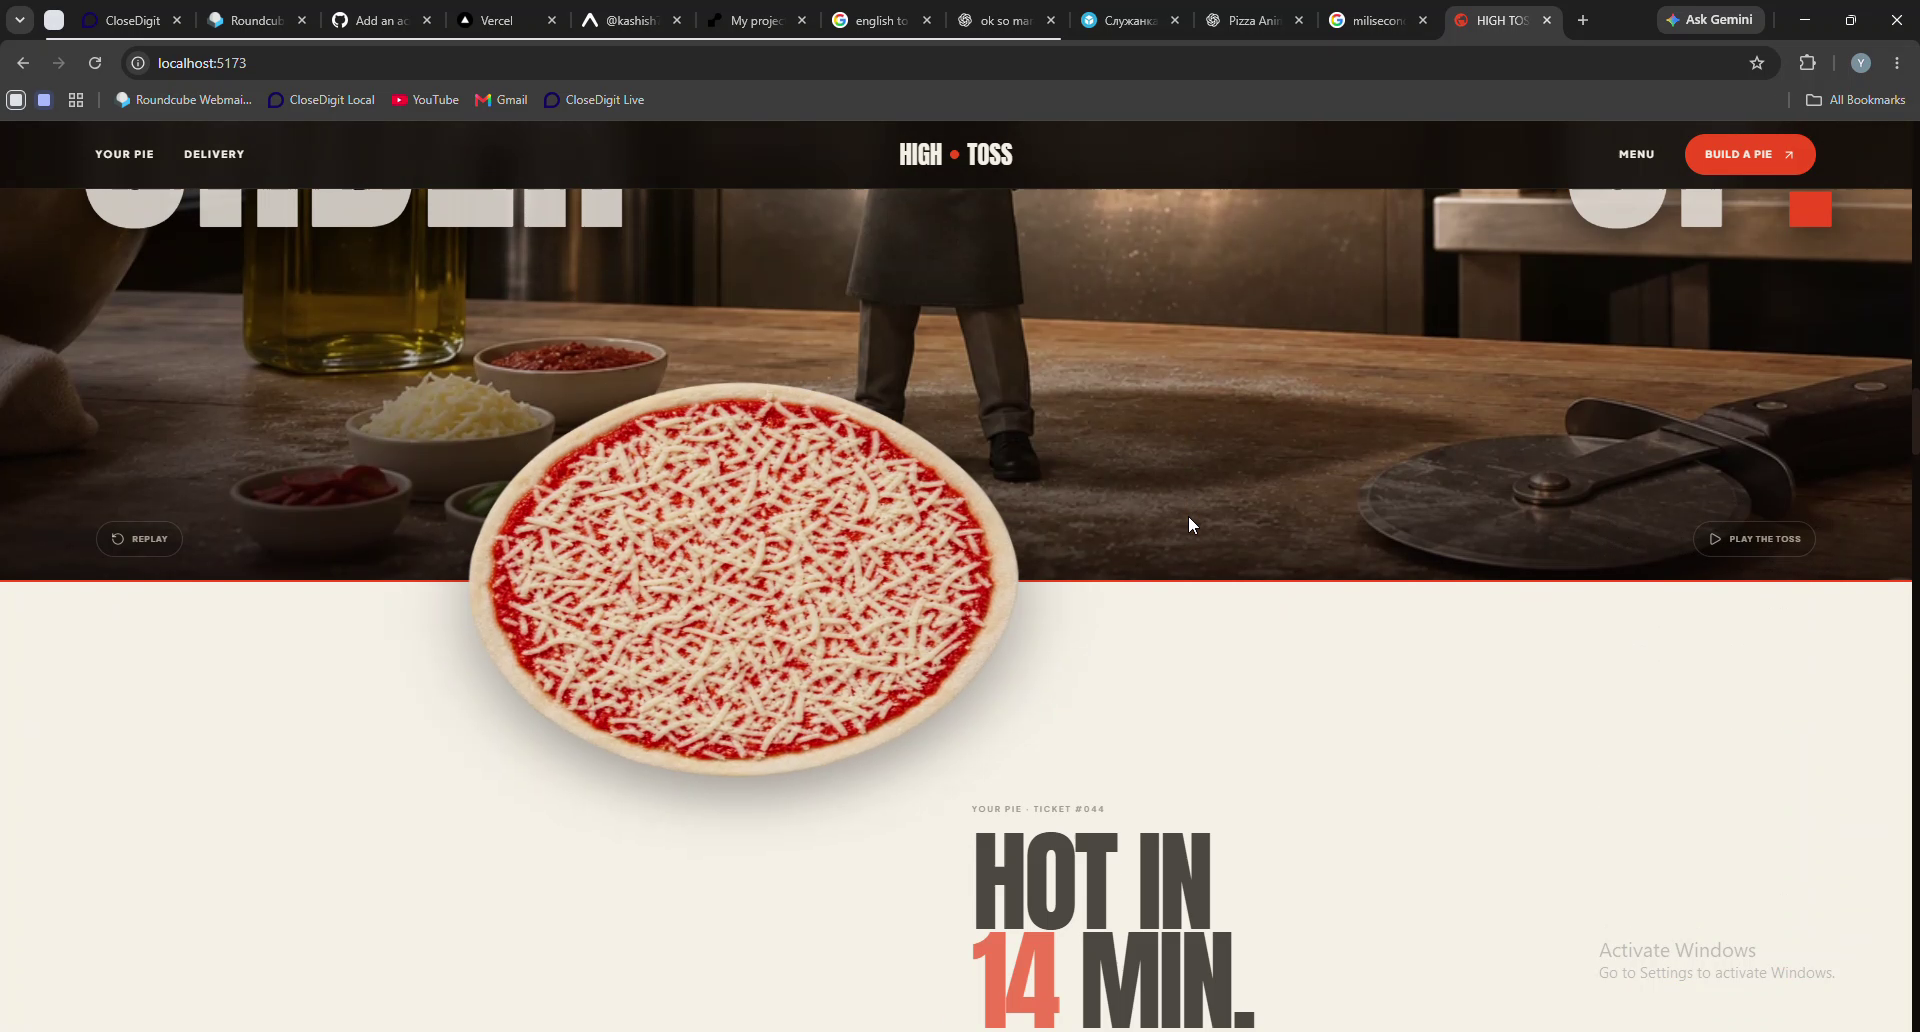 CloseDigit
Roundcub
Add an ac
Vercel
@kashish
My projec
english to
ok so mar
Служанка
Pizza Ani
milisecon
HIGH TOS
Ask Gemini
localhost:5173
Y
Roundcube Webmai...
CloseDigit Local
YouTube
Gmail
CloseDigit Live
All Bookmarks
YOUR PIE
DELIVERY
HIGH • TOSS
MENU
BUILD A PIE
REPLAY
PLAY THE TOSS
YOUR PIE · TICKET #044
HOT IN
14 MIN.
Activate Windows
Go to Settings to activate Windows.